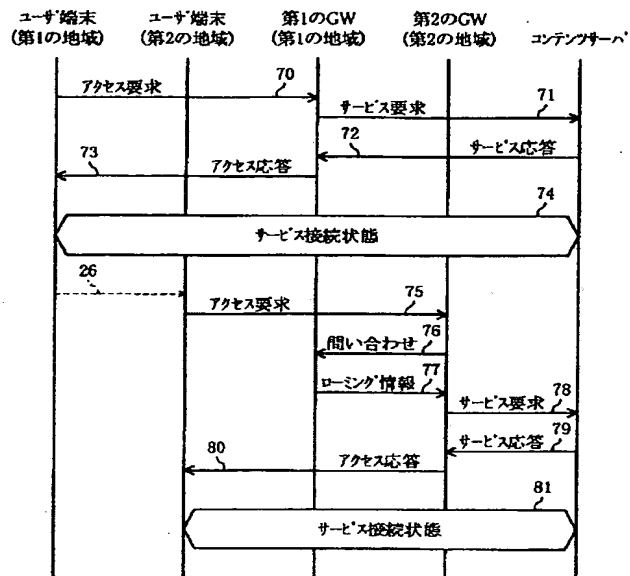 ユーザ端末
(第1の地域)
ユーザ端末
(第2の地域)
第1のGW
(第1の地域)
第2のGW
(第2の地域)
コンテンツサーバ
アクセス要求
70
サービス要求
71
72
サービス応答
73
アクセス応答
74
サービス接続状態
26
アクセス要求
75
問い合わせ
76
ローミング情報
77
サービス要求
78
サービス応答
79
80
アクセス応答
81
サービス接続状態